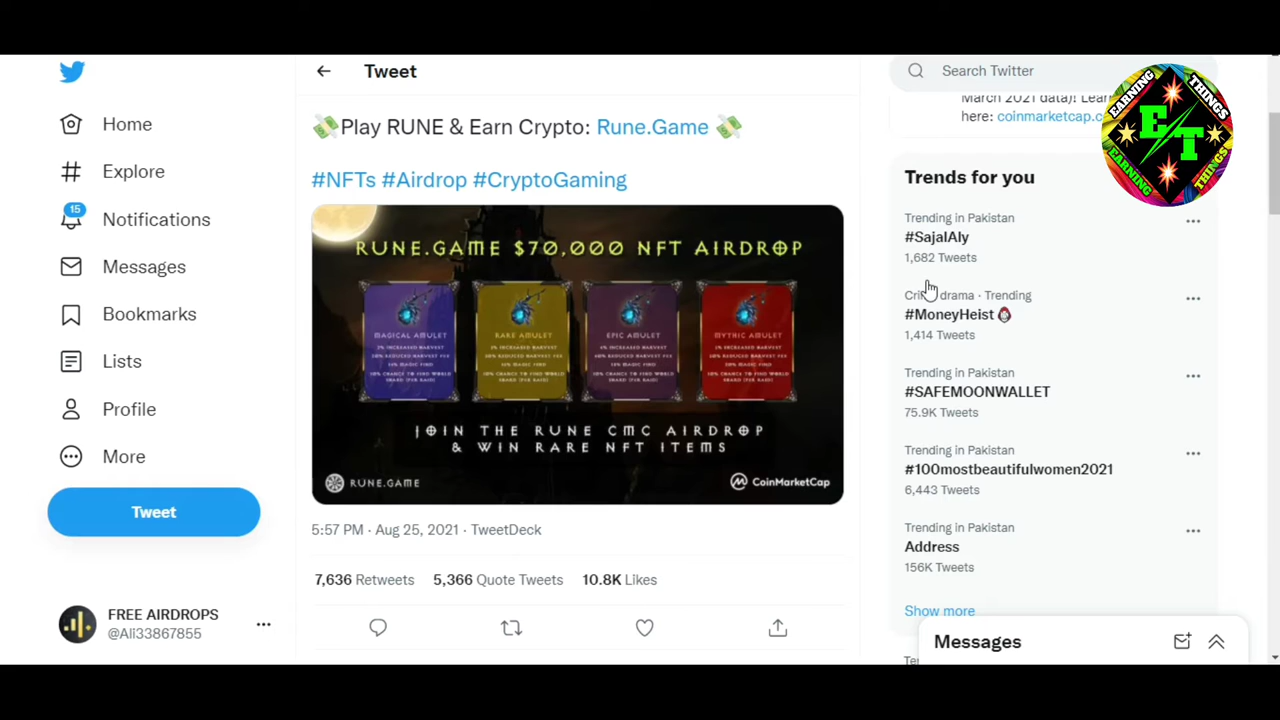 Home
Explore
15
Notifications
Messages
Bookmarks
Lists
Profile
More
Tweet
FREE AIRDROPS
@Ali33867855
Tweet
Play RUNE & Earn Crypto: Rune.Game
#NFTs #Airdrop #CryptoGaming
RUNE.GAME $70,000 NFT AIRDROP
MAGICAL AMULET
RARE AMULET
EPIC AMULET
MYTHIC AMULET
JOIN THE RUNE CMC AIRDROP
& WIN RARE NFT ITEMS
RUNE.GAME
CoinMarketCap
5:57 PM · Aug 25, 2021 · TweetDeck
7,636 Retweets 5,366 Quote Tweets 10.8K Likes
Search Twitter
March 2021 data)! Lear
here: coinmarketcap.c
EARNING
THINGS
ET
EARNING
THINGS
Trends for you
Trending in Pakistan
#SajalAly
1,682 Tweets
drama · Trending
#MoneyHeist
1,414 Tweets
Trending in Pakistan
#SAFEMOONWALLET
75.9K Tweets
Trending in Pakistan
#100mostbeautifulwomen2021
6,443 Tweets
Trending in Pakistan
Address
156K Tweets
Show more
Messages